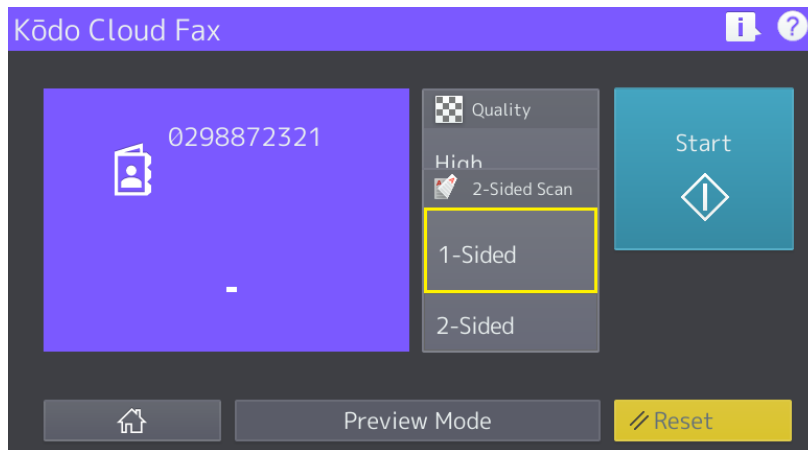 Kōdo Cloud Fax
i ?
0298872321
-
Quality
High
2-Sided Scan
1-Sided
2-Sided
Start
Preview Mode
Reset